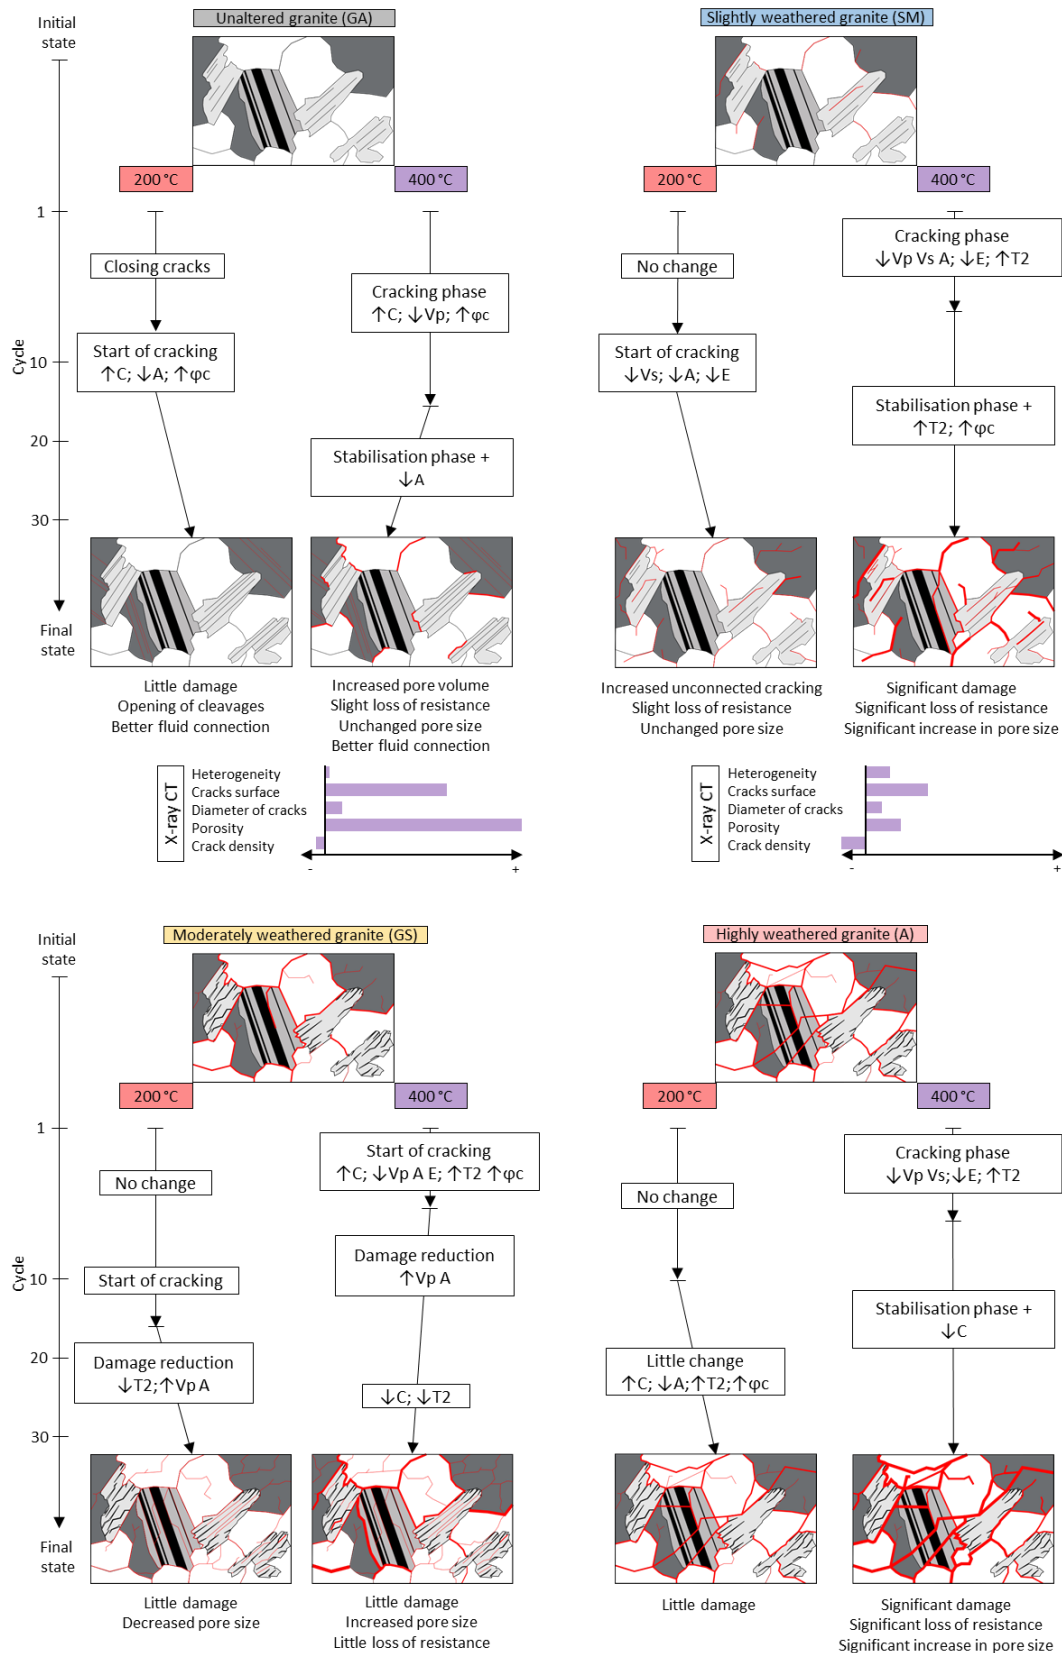 Initial
state
Unaltered granite (GA)
200 °C
400 °C
Cycle
1
10
20
30
Closing cracks
Start of cracking
↑C; ↓A; ↑φc
Cracking phase
↑C; ↓Vp; ↑φc
Stabilisation phase +
↓A
Final
state
Little damage
Opening of cleavages
Better fluid connection
Increased pore volume
Slight loss of resistance
Unchanged pore size
Better fluid connection
X-ray CT
Heterogeneity
Cracks surface
Diameter of cracks
Porosity
Crack density
-
+
Slightly weathered granite (SM)
200 °C
400 °C
No change
Start of cracking
↓Vs; ↓A; ↓E
Cracking phase
↓Vp Vs A; ↓E; ↑T2
Stabilisation phase +
↑T2; ↑φc
Increased unconnected cracking
Slight loss of resistance
Unchanged pore size
Significant damage
Significant loss of resistance
Significant increase in pore size
X-ray CT
Heterogeneity
Cracks surface
Diameter of cracks
Porosity
Crack density
-
+
Initial
state
Moderately weathered granite (GS)
200 °C
400 °C
Cycle
1
10
20
30
No change
Start of cracking
Damage reduction
↓T2;↑Vp A
Start of cracking
↑C; ↓Vp A E; ↑T2 ↑φc
Damage reduction
↑Vp A
↓C; ↓T2
Final
state
Little damage
Decreased pore size
Little damage
Increased pore size
Little loss of resistance
Highly weathered granite (A)
200 °C
400 °C
No change
Little change
↑C; ↓A;↑T2;↑φc
Cracking phase
↓Vp Vs;↓E; ↑T2
Stabilisation phase +
↓C
Little damage
Significant damage
Significant loss of resistance
Significant increase in pore size